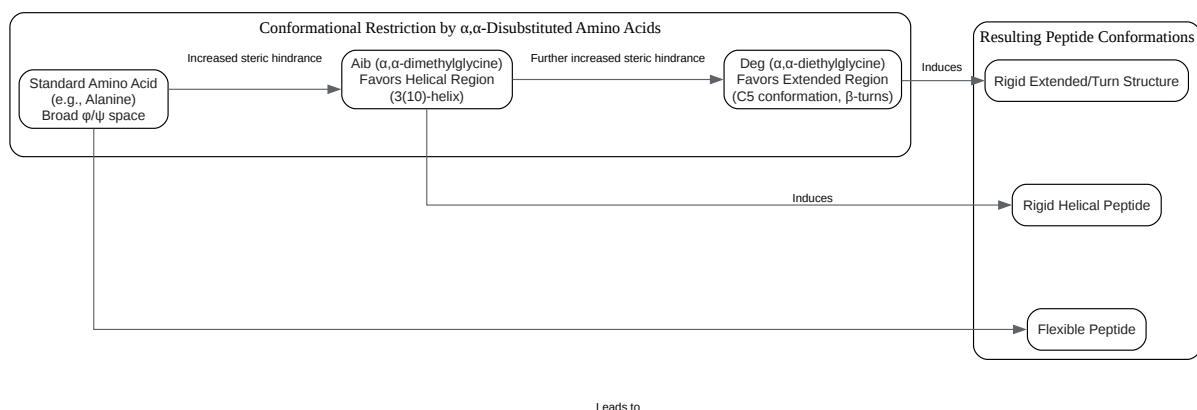 Conformational Restriction by α,α-Disubstituted Amino Acids
Resulting Peptide Conformations
Standard Amino Acid
(e.g., Alanine)
Broad φ/ψ space
Increased steric hindrance
Aib (α,α-dimethylglycine)
Favors Helical Region
(3(10)-helix)
Further increased steric hindrance
Deg (α,α-diethylglycine)
Favors Extended Region
(C5 conformation, β-turns)
Induces
Rigid Extended/Turn Structure
Induces
Rigid Helical Peptide
Flexible Peptide
Leads to